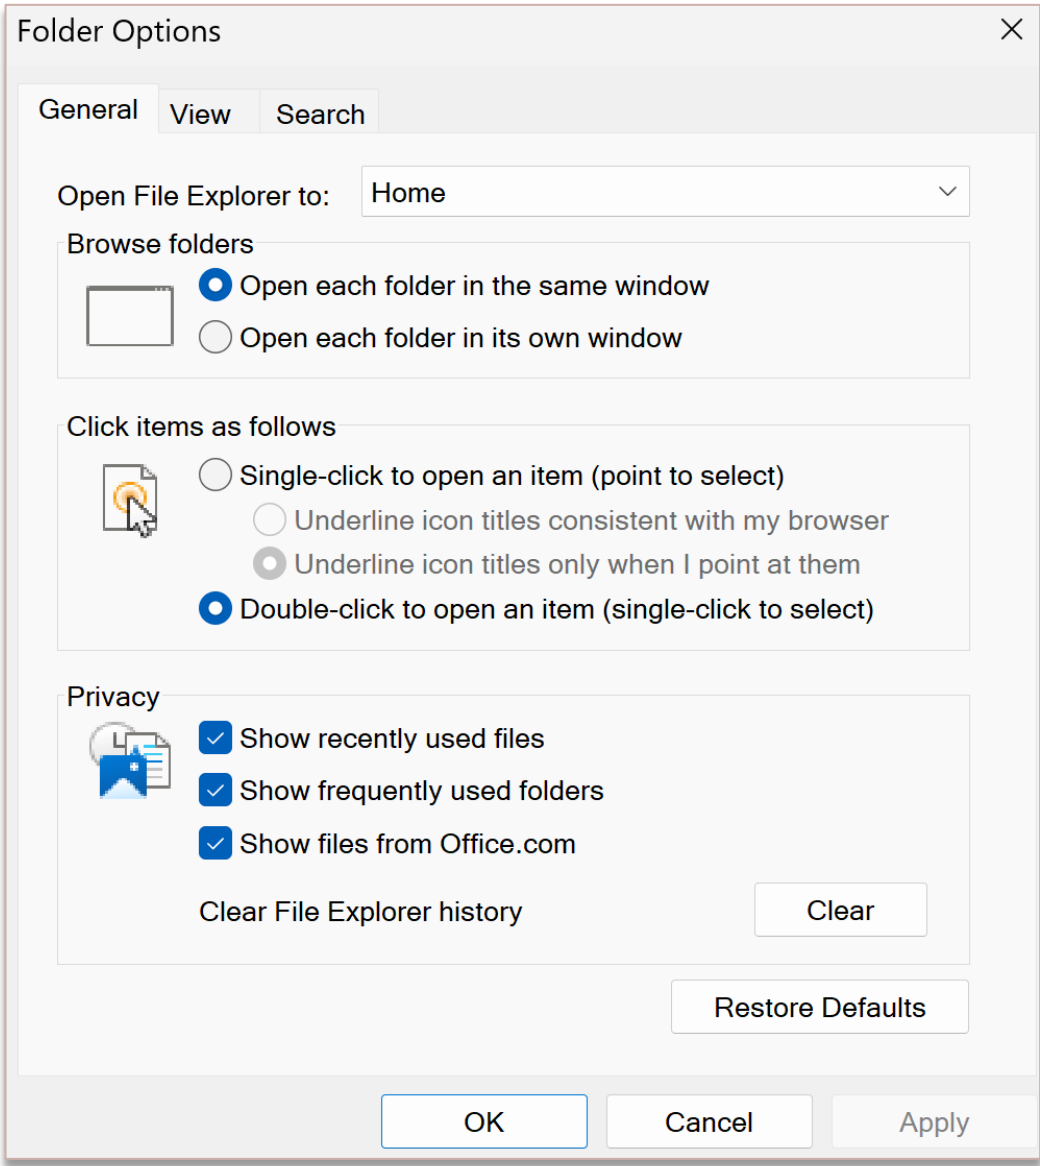 Folder Options
General View Search
Open File Explorer to: Home
Browse folders
Open each folder in the same window
Open each folder in its own window
Click items as follows
Single-click to open an item (point to select)
Underline icon titles consistent with my browser
Underline icon titles only when I point at them
Double-click to open an item (single-click to select)
Privacy
Show recently used files
Show frequently used folders
Show files from Office.com
Clear File Explorer history Clear
Restore Defaults
OK Cancel Apply